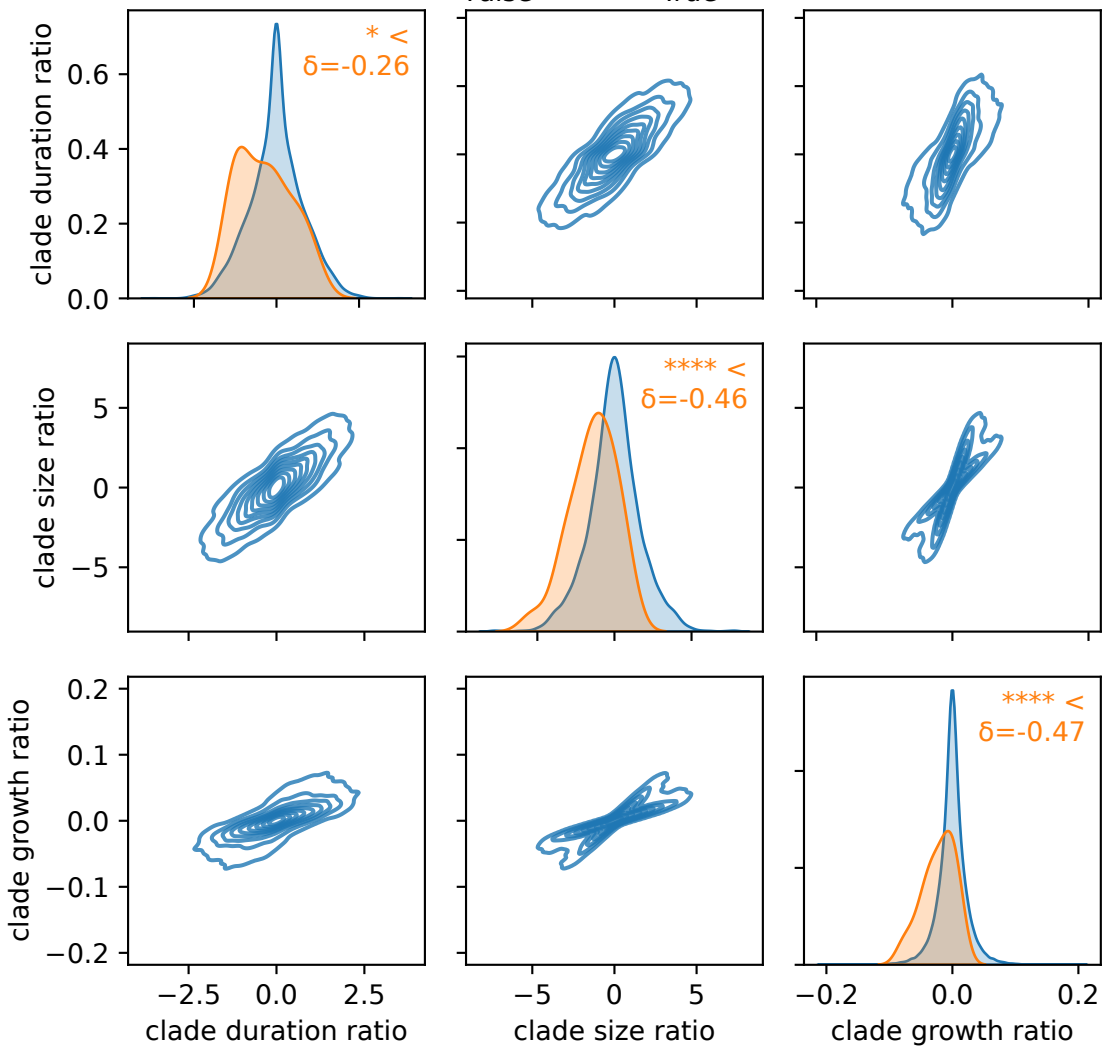 True
clade duration ratio
0.6
0.4
0.2
0.0
* <
δ=-0.26
clade size ratio
5
0
−5
**** <
δ=-0.46
clade growth ratio
0.2
0.1
0.0
−0.1
−0.2
**** <
δ=-0.47
−2.5 0.0 2.5
−5 0 5
−0.2 0.0 0.2
clade duration ratio
clade size ratio
clade growth ratio